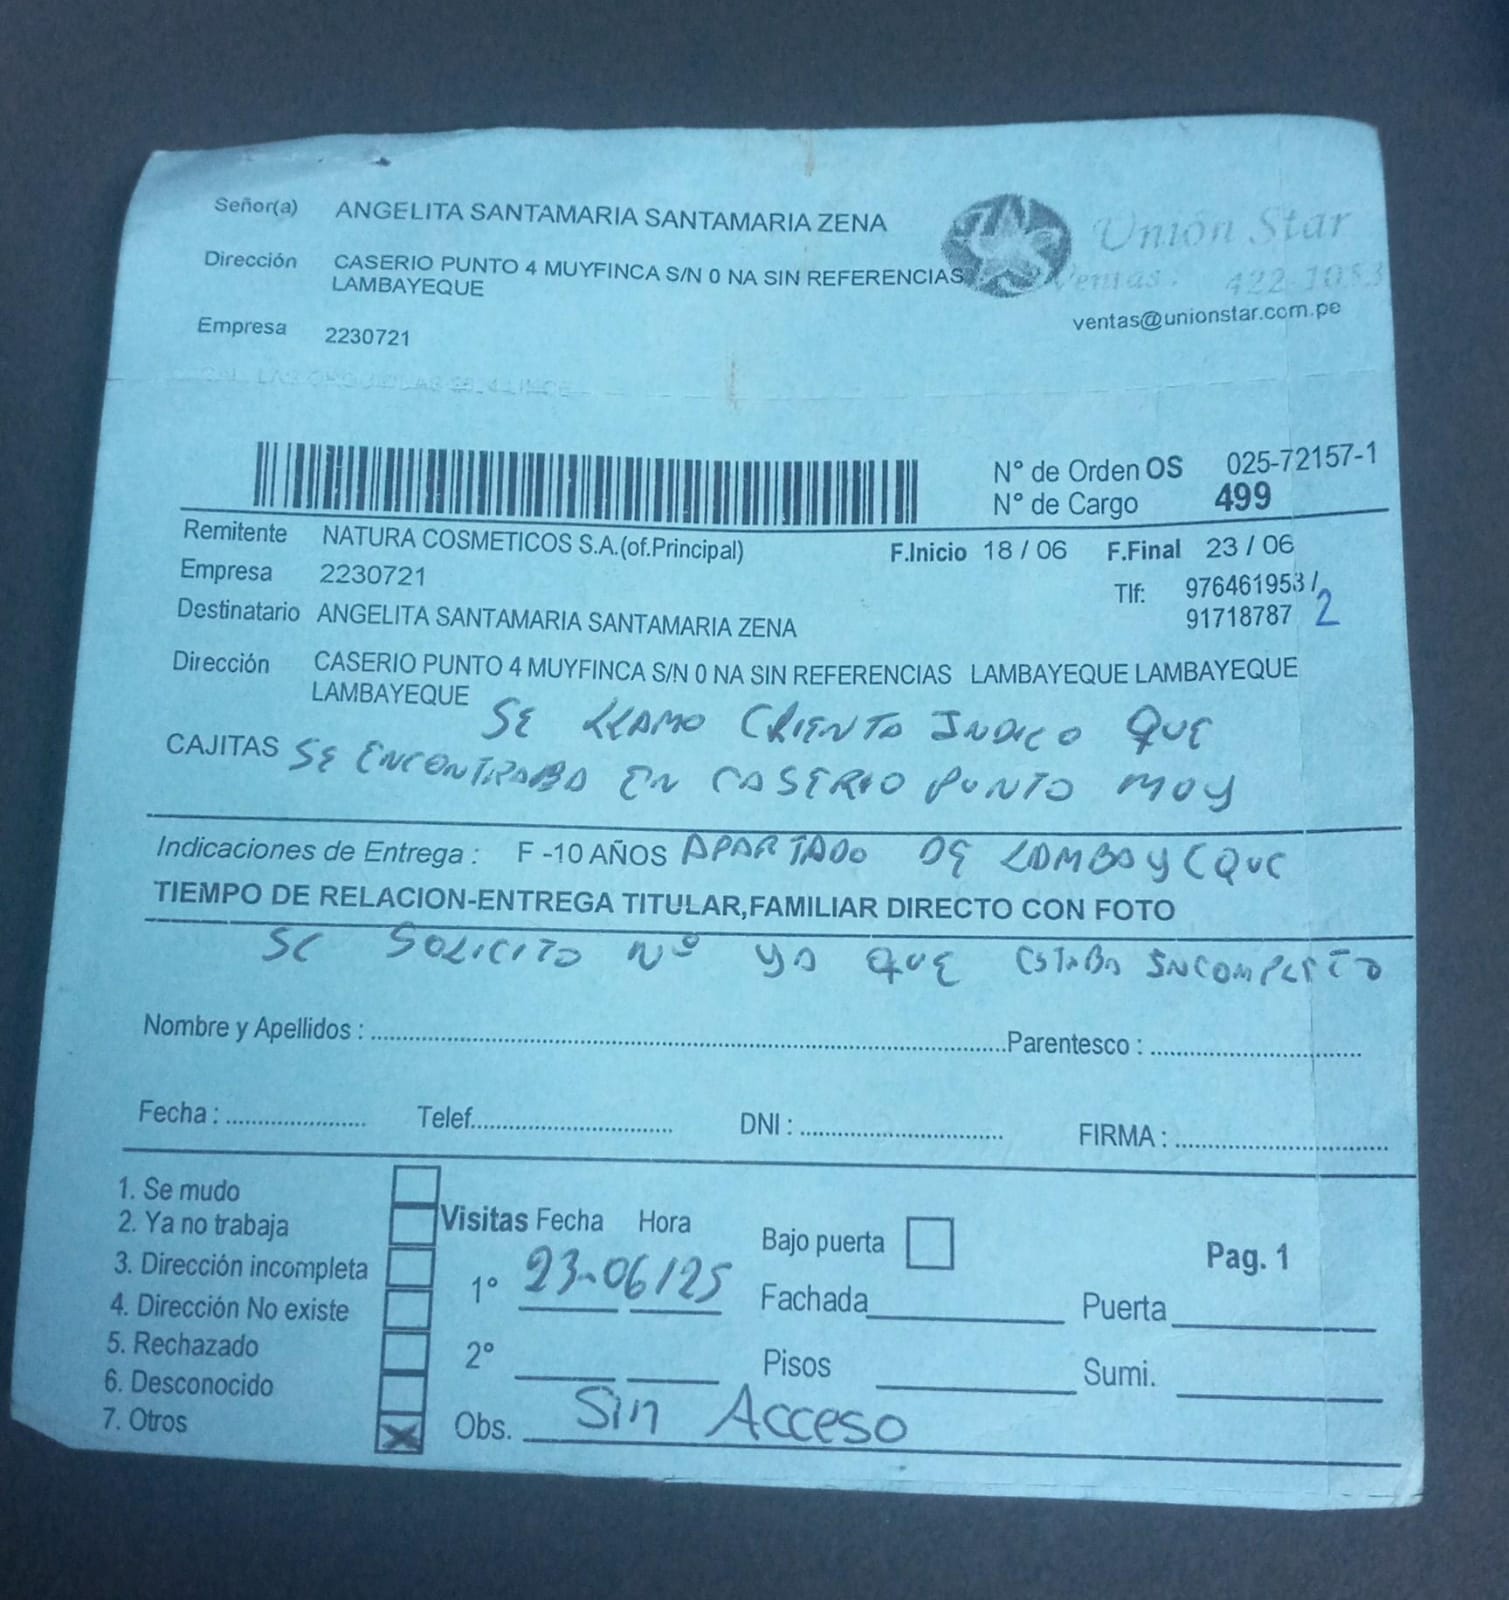 Señor(a) ANGELITA SANTAMARIA SANTAMARIA ZENA
Unión Star
Dirección CASERIO PUNTO 4 MUYFINCA S/N 0 NA SIN REFERENCIAS
LAMBAYEQUE
Ventas. 422-1053
ventas@unionstar.com.pe
Empresa 2230721
Nº de Orden OS 025-72157-1
Nº de Cargo 499
Remitente NATURA COSMETICOS S.A.(of.Principal) F.Inicio 18 / 06 F.Final 23 / 06
Empresa 2230721
Tlf: 976461953 /
91718787 2
Destinatario ANGELITA SANTAMARIA SANTAMARIA ZENA
Dirección CASERIO PUNTO 4 MUYFINCA S/N 0 NA SIN REFERENCIAS LAMBAYEQUE LAMBAYEQUE
LAMBAYEQUE
SE LLAMO CLIENTA INDICO QUE
CAJITAS SE ENCONTRABA EN CASERIO PUNTO MUY
Indicaciones de Entrega : F -10 AÑOS APARTADO DE LAMBAYEQUE
TIEMPO DE RELACION-ENTREGA TITULAR,FAMILIAR DIRECTO CON FOTO
SE SOLICITO Nº YA QUE ESTABA INCOMPLETO
Nombre y Apellidos : Parentesco :
Fecha : Telef. DNI : FIRMA :
1. Se mudo
2. Ya no trabaja
3. Dirección incompleta
4. Dirección No existe
5. Rechazado
6. Desconocido
7. Otros X
Visitas Fecha Hora
1º 23-06/25
2º
Obs. Sin Acceso
Bajo puerta
Fachada
Pisos
Pag. 1
Puerta
Sumi.